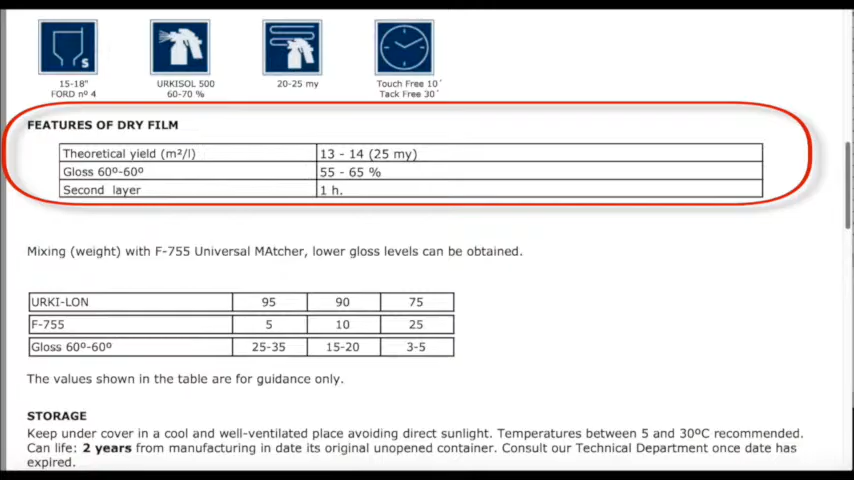 S
15-18"
FORD nº 4
URKISOL 500
60-70 %
20-25 my
Touch Free 10´
Tack Free 30´
FEATURES OF DRY FILM
Theoretical yield (m²/l) 13 - 14 (25 my)
Gloss 60º-60º 55 - 65 %
Second layer 1 h.
Mixing (weight) with F-755 Universal MAtcher, lower gloss levels can be obtained.
URKI-LON 95 90 75
F-755 5 10 25
Gloss 60º-60º 25-35 15-20 3-5
The values shown in the table are for guidance only.
STORAGE
Keep under cover in a cool and well-ventilated place avoiding direct sunlight. Temperatures between 5 and 30ºC recommended.
Can life: 2 years from manufacturing in date its original unopened container. Consult our Technical Department once date has
expired.